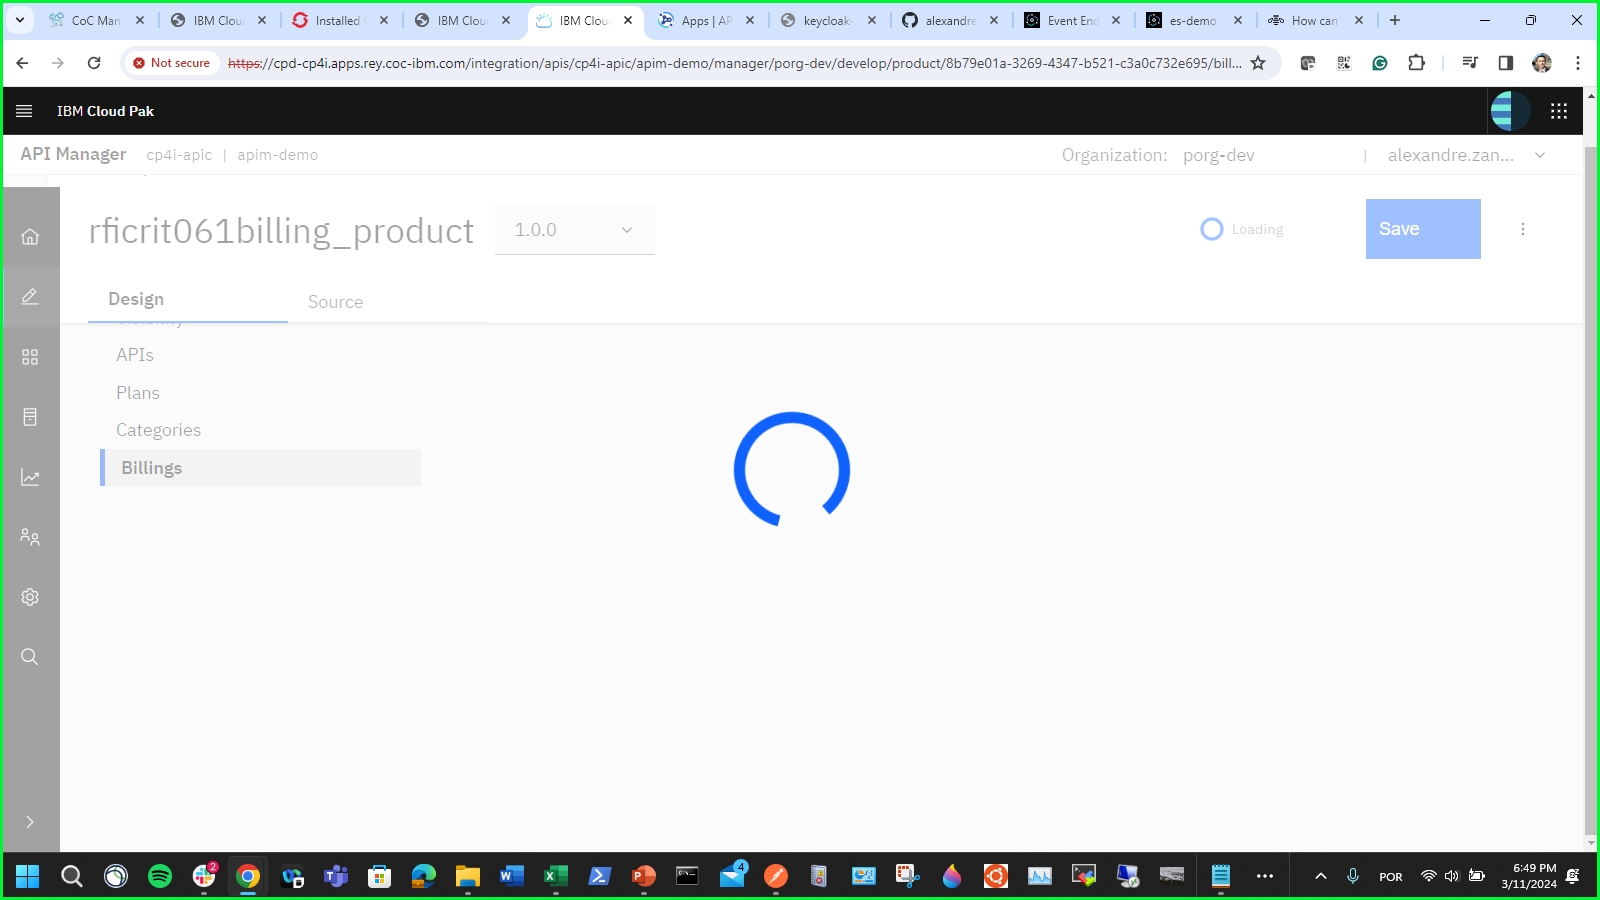 CoC Man
IBM Clou
Installed
IBM Clou
IBM Clou
Apps | AP
keycloak-
alexandre
Event End
es-demo
How can
Not secure
https://cpd-cp4i.apps.rey.coc-ibm.com/integration/apis/cp4i-apic/apim-demo/manager/porg-dev/develop/product/8b79e01a-3269-4347-b521-c3a0c732e695/bill...
IBM Cloud Pak
API Manager cp4i-apic | apim-demo
Organization: porg-dev | alexandre.zan...
rficrit061billing_product
1.0.0
Loading
Save
Design
Source
APIs
Plans
Categories
Billings
2
4
POR
6:49 PM
3/11/2024